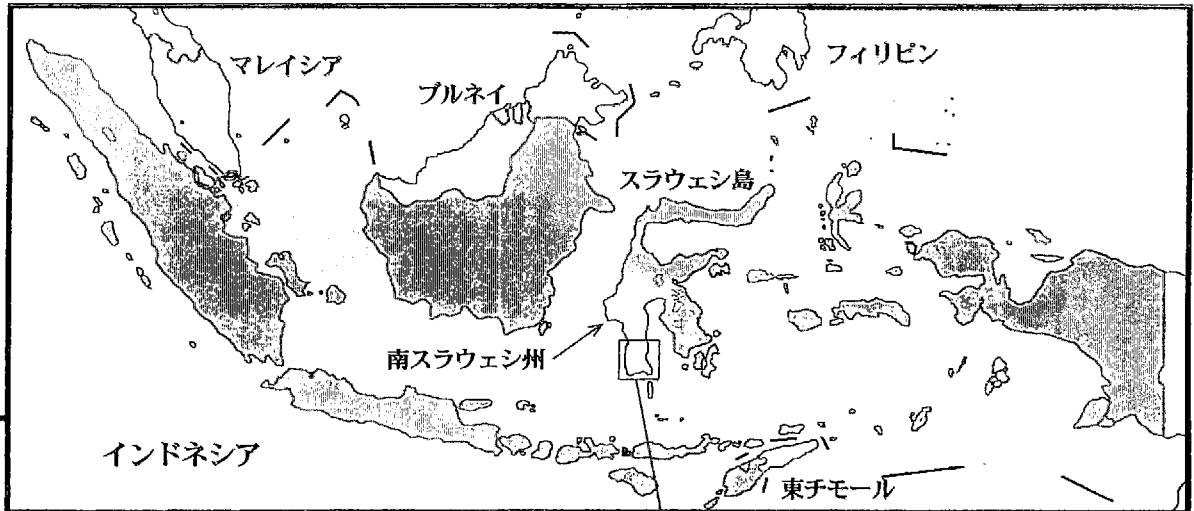 フィリピン
マレイシア
ブルネイ
スラウェシ島
南スラウェシ州
インドネシア
東チモール